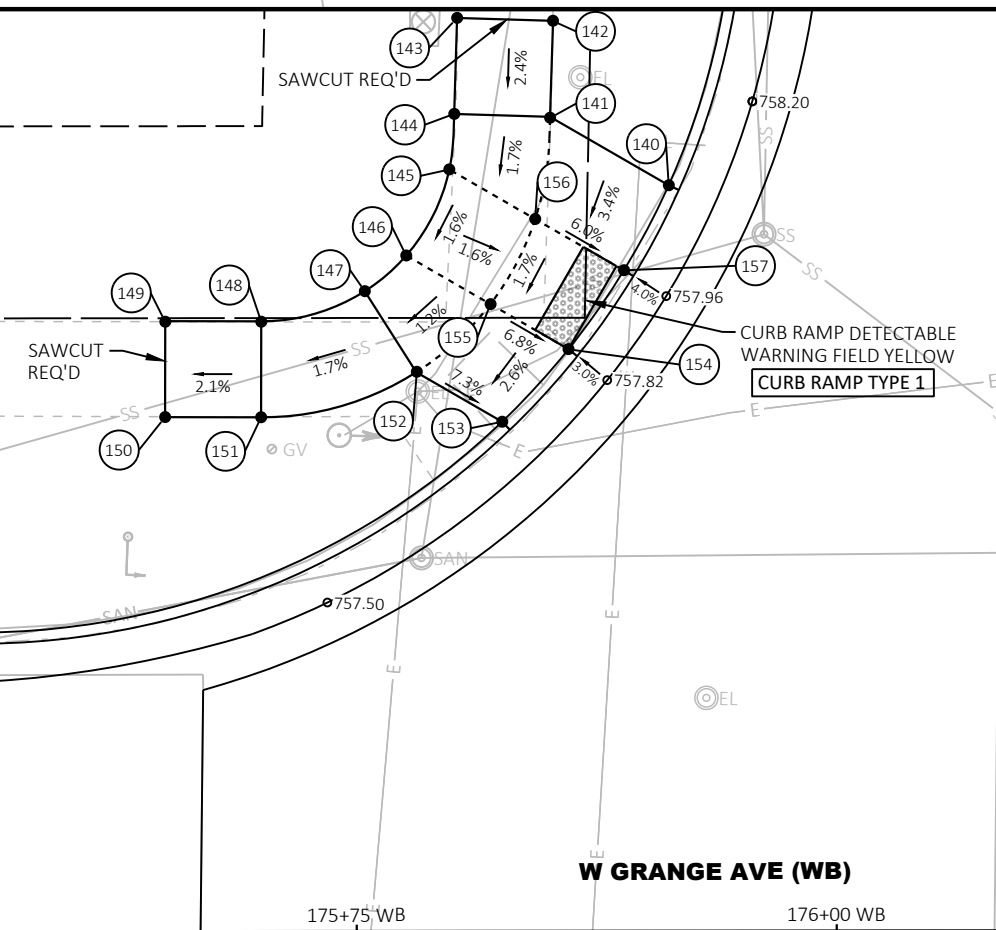 142
143
SAWCUT REQ'D
2.4%
EL
758.20
141
144
SS
140
1.7%
145
156
3.4%
146
1.6%
1.6%
6.0%
SS
157
SS
147
1.7%
4.0%
757.96
148
149
1.2%
CURB RAMP DETECTABLE
WARNING FIELD YELLOW
CURB RAMP TYPE 1
155
6.8%
SAWCUT
REQ'D
SS
1.7%
154
2.1%
7.3%
2.6%
3.0%
757.82
E
EL
SS
E
152
153
E
150
151
GV
E
SAN
757.50
SAN
E
E
EL
E
W GRANGE AVE (WB)
E
175+75 WB
176+00 WB